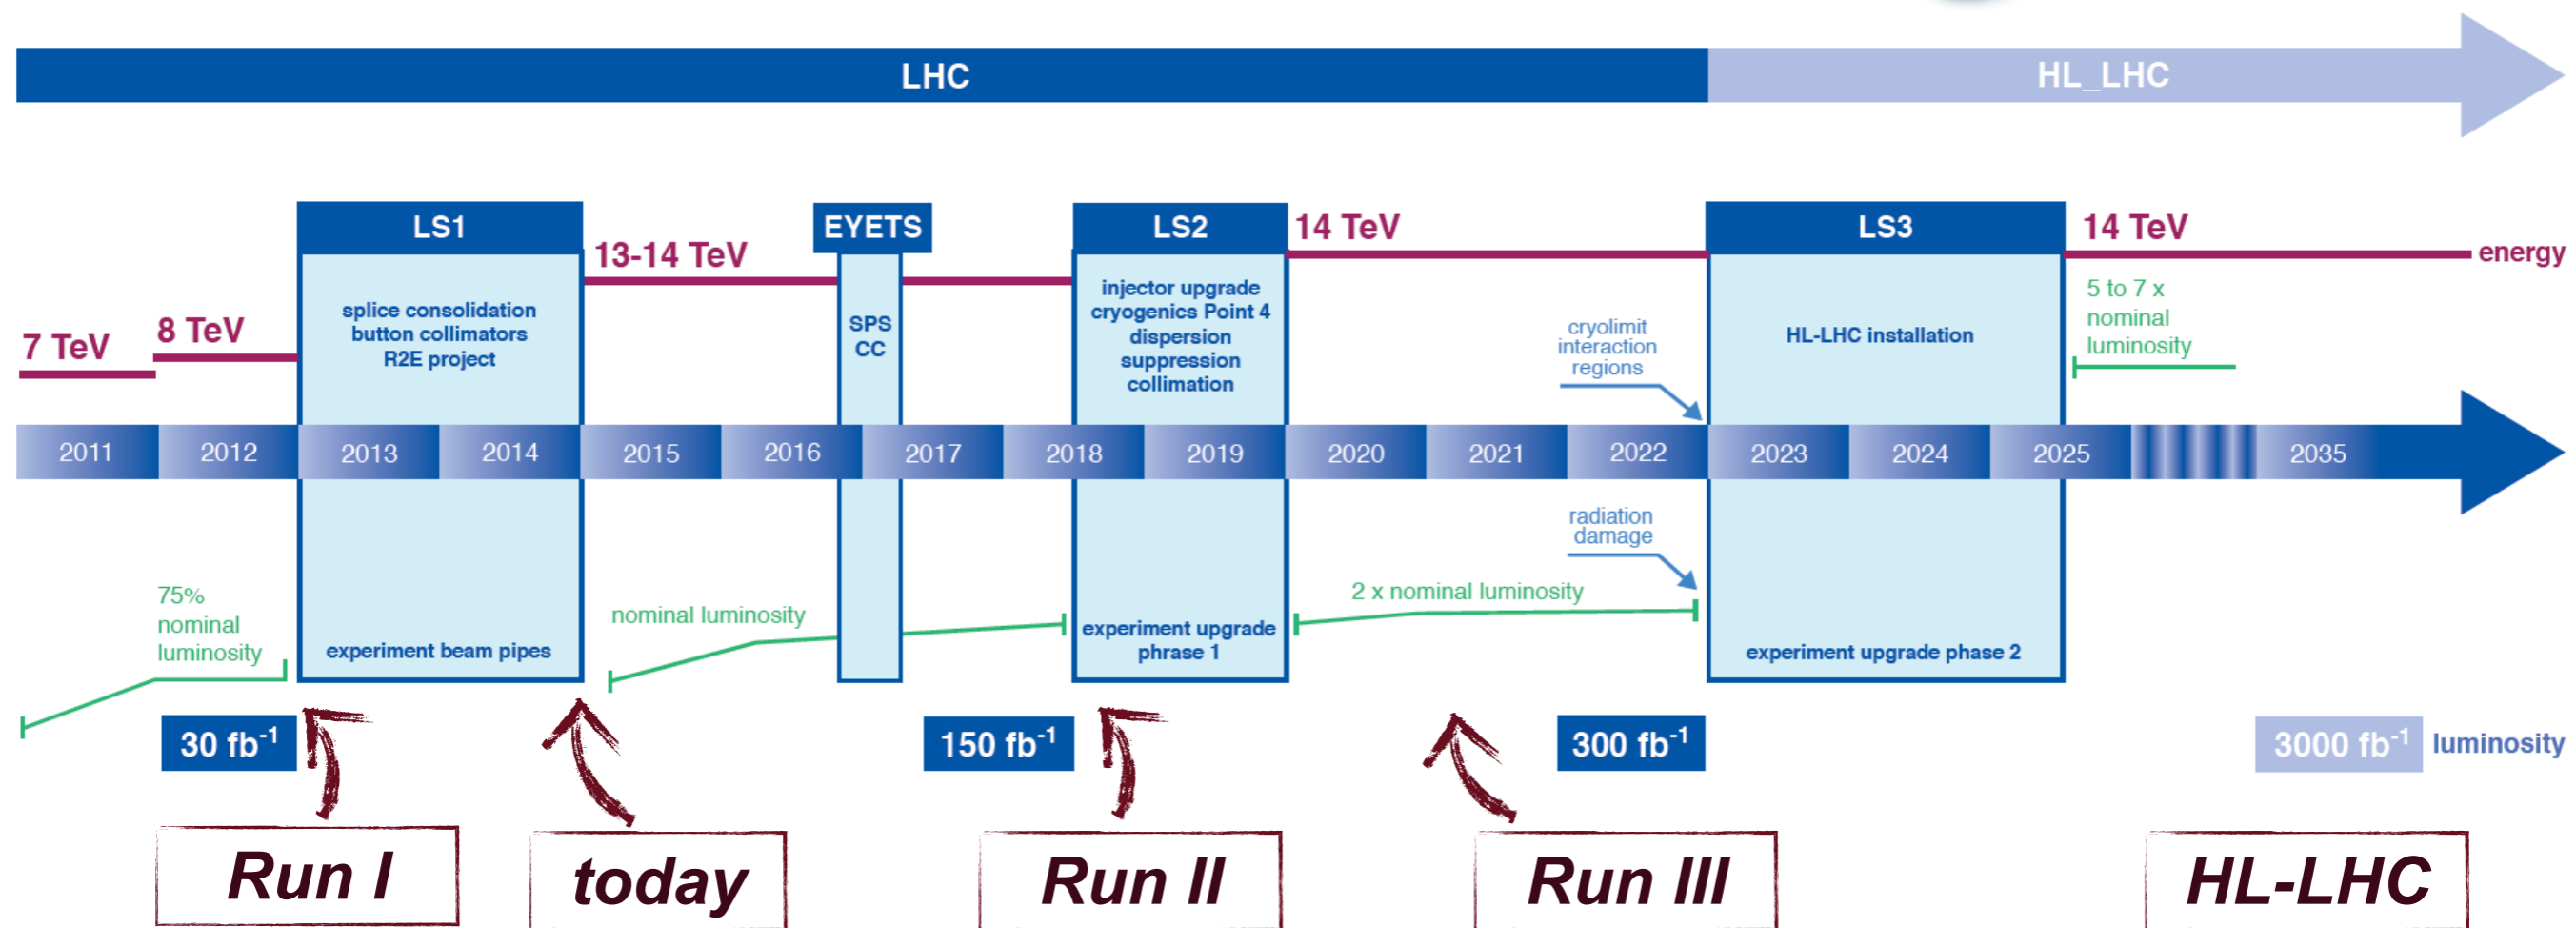 LHC
HL_LHC
LS1
EYETS
LS2
14 TeV
LS3
14 TeV
energy
13-14 TeV
7 TeV
8 TeV
splice consolidation
button collimators
R2E project
SPS
CC
injector upgrade
cryogenics Point 4
dispersion
suppression
collimation
cryolimit
interaction
regions
HL-LHC installation
5 to 7 x
nominal
luminosity
2011
2012
2013
2014
2015
2016
2017
2018
2019
2020
2021
2022
2023
2024
2025
2035
radiation
damage
75%
nominal
luminosity
experiment beam pipes
nominal luminosity
experiment upgrade
phrase 1
2 x nominal luminosity
experiment upgrade phase 2
30 fb-1
150 fb-1
300 fb-1
3000 fb-1
luminosity
Run I
today
Run II
Run III
HL-LHC